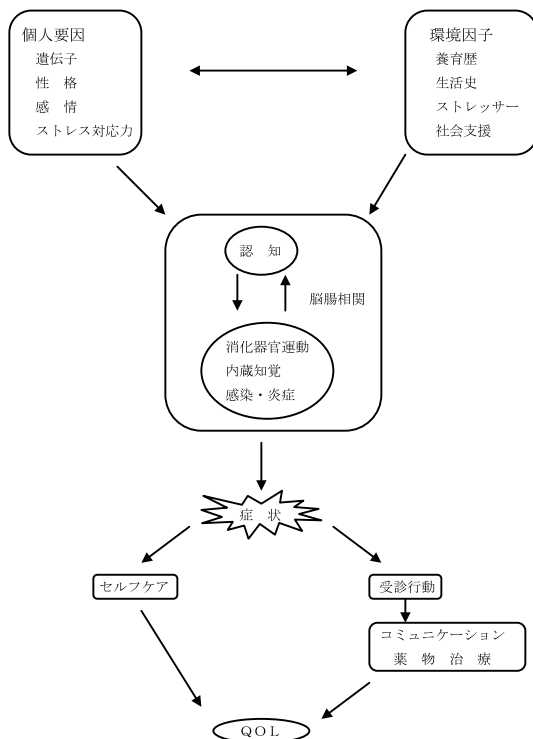 個人要因
遺伝子
性 格
感 情
ストレス対応力
環境因子
養育歴
生活史
ストレッサー
社会支援
認 知
脳腸相関
消化器官運動
内蔵知覚
感染・炎症
症 状
セルフケア
受診行動
コミュニケーション
薬 物 治 療
QOL